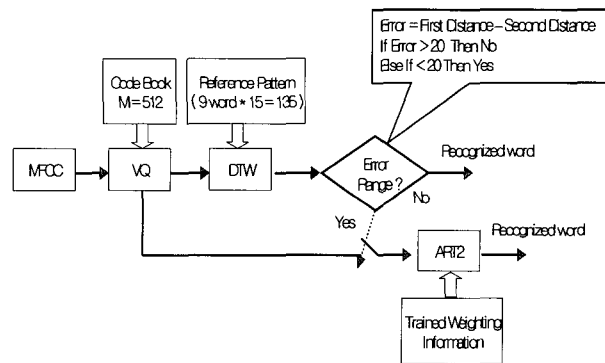 Error = First Distance - Second Distance
If Error > 20 Then No
Else If < 20 Then Yes
Code Book
M = 512
Reference Pattern
( 9 word * 15 = 135 )
MFCC
VQ
DTW
Error
Range ?
Recognized word
No
Yes
Recognized word
ART2
Trained Weighting
Information